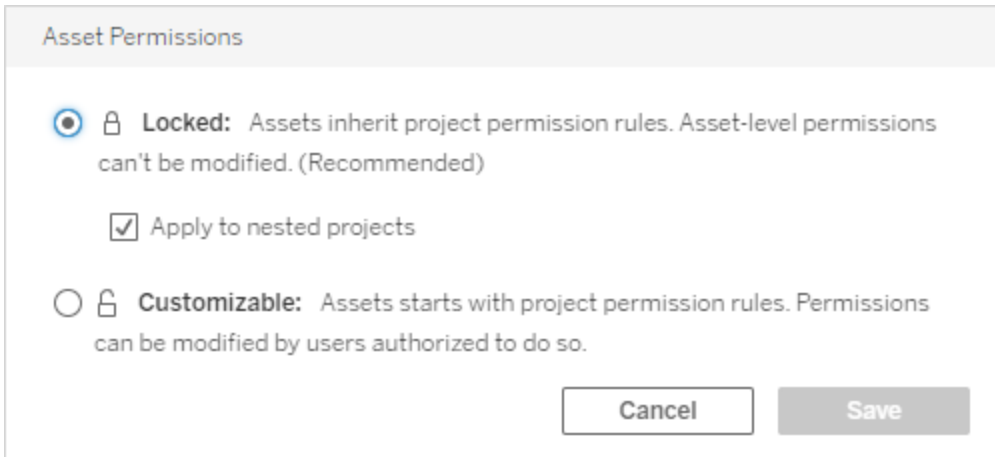 Asset Permissions
Locked: Assets inherit project permission rules. Asset-level permissions
can't be modified. (Recommended)
Apply to nested projects
Customizable: Assets starts with project permission rules. Permissions
can be modified by users authorized to do so.
Cancel Save